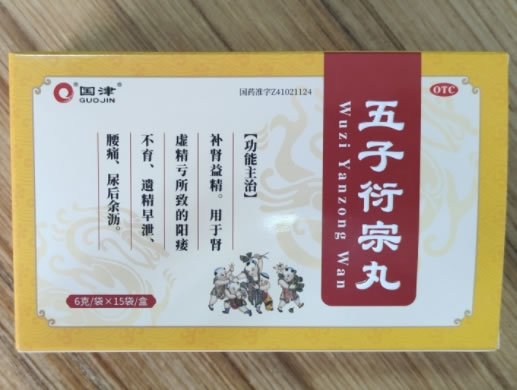 国津
GUOJIN
国药准字Z41021124
OTC
五子衍宗丸
Wuzi Yanzong Wan
【功能主治】
补肾益精。用于肾
虚精亏所致的阳痿
不育、遗精早泄、
腰痛、尿后余沥。
6克/袋×15袋/盒